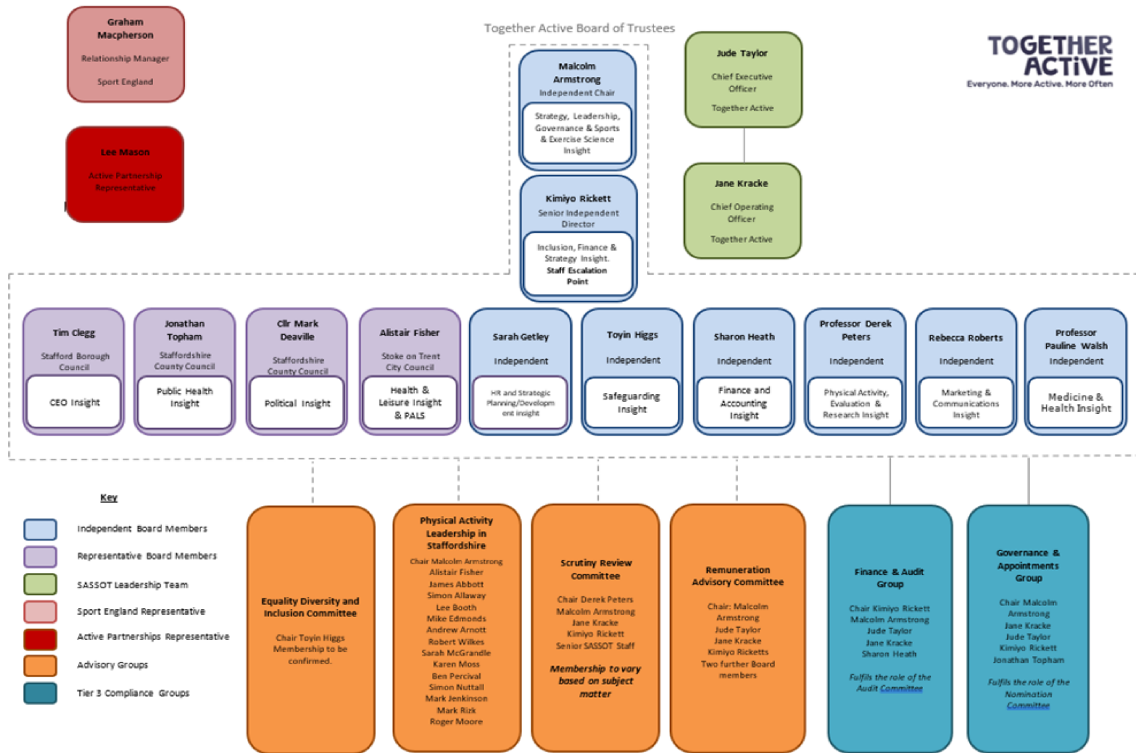 Graham
Macpherson
Relationship Manager
Sport England
Lee Mason
Active Partnership
Representative
Together Active Board of Trustees
Malcolm
Armstrong
Independent Chair
Strategy, Leadership,
Governance & Sports
& Exercise Science
Insight
Kimiyo Rickett
Senior Independent
Director
Inclusion, Finance &
Strategy Insight.
Staff Escalation
Point
Jude Taylor
Chief Executive
Officer
Together Active
Jane Kracke
Chief Operating
Officer
Together Active
TOGETHER
ACTiVE
Everyone. More Active. More Often
Tim Clegg
Stafford Borough
Council
CEO Insight
Jonathan
Topham
Staffordshire
County Council
Public Health
Insight
Cllr Mark
Deaville
Staffordshire
County Council
Political Insight
Alistair Fisher
Stoke on Trent
City Council
Health &
Leisure Insight
& PALS
Sarah Getley
Independent
HR and Strategic
Planning/Developm
ent insight
Toyin Higgs
Independent
Safeguarding
Insight
Sharon Heath
Independent
Finance and
Accounting
Insight
Professor Derek
Peters
Independent
Physical Activity,
Evaluation &
Research Insight
Rebecca Roberts
Independent
Marketing &
Communications
Insight
Professor
Pauline Walsh
Independent
Medicine &
Health Insight
Key
Independent Board Members
Representative Board Members
SASSOT Leadership Team
Sport England Representative
Active Partnerships Representative
Advisory Groups
Tier 3 Compliance Groups
Equality Diversity and
Inclusion Committee
Chair Toyin Higgs
Membership to be
confirmed.
Physical Activity
Leadership in
Staffordshire
Chair Malcolm Armstrong
Alistair Fisher
James Abbott
Simon Allaway
Lee Booth
Mike Edmonds
Andrew Arnott
Robert Wilkes
Sarah McGrandle
Karen Moss
Ben Percival
Simon Nuttall
Mark Jenkinson
Mark Rizk
Roger Moore
Scrutiny Review
Committee
Chair Derek Peters
Malcolm Armstrong
Jane Kracke
Kimiyo Rickett
Senior SASSOT Staff
Membership to vary
based on subject
matter
Remuneration
Advisory Committee
Chair: Malcolm
Armstrong
Jude Taylor
Jane Kracke
Kimiyo Ricketts
Two further Board
members
Finance & Audit
Group
Chair Kimiyo Rickett
Malcolm Armstrong
Jude Taylor
Jane Kracke
Sharon Heath
Fulfils the role of the
Audit Committee
Governance &
Appointments
Group
Chair Malcolm
Armstrong
Jane Kracke
Jude Taylor
Kimiyo Rickett
Jonathan Topham
Fulfils the role of the
Nomination
Committee